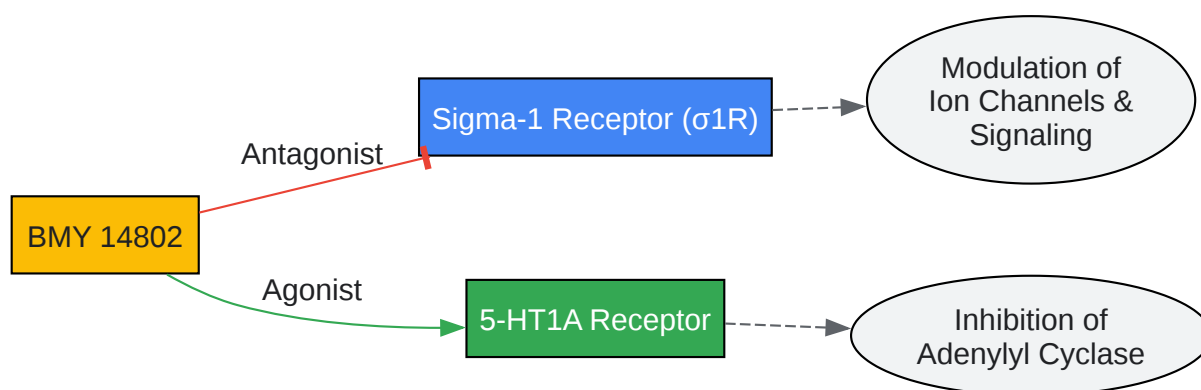 Modulation of
Ion Channels &
Signaling
Sigma-1 Receptor (σ1R)
Antagonist
BMY 14802
Agonist
5-HT1A Receptor
Inhibition of
Adenylyl Cyclase